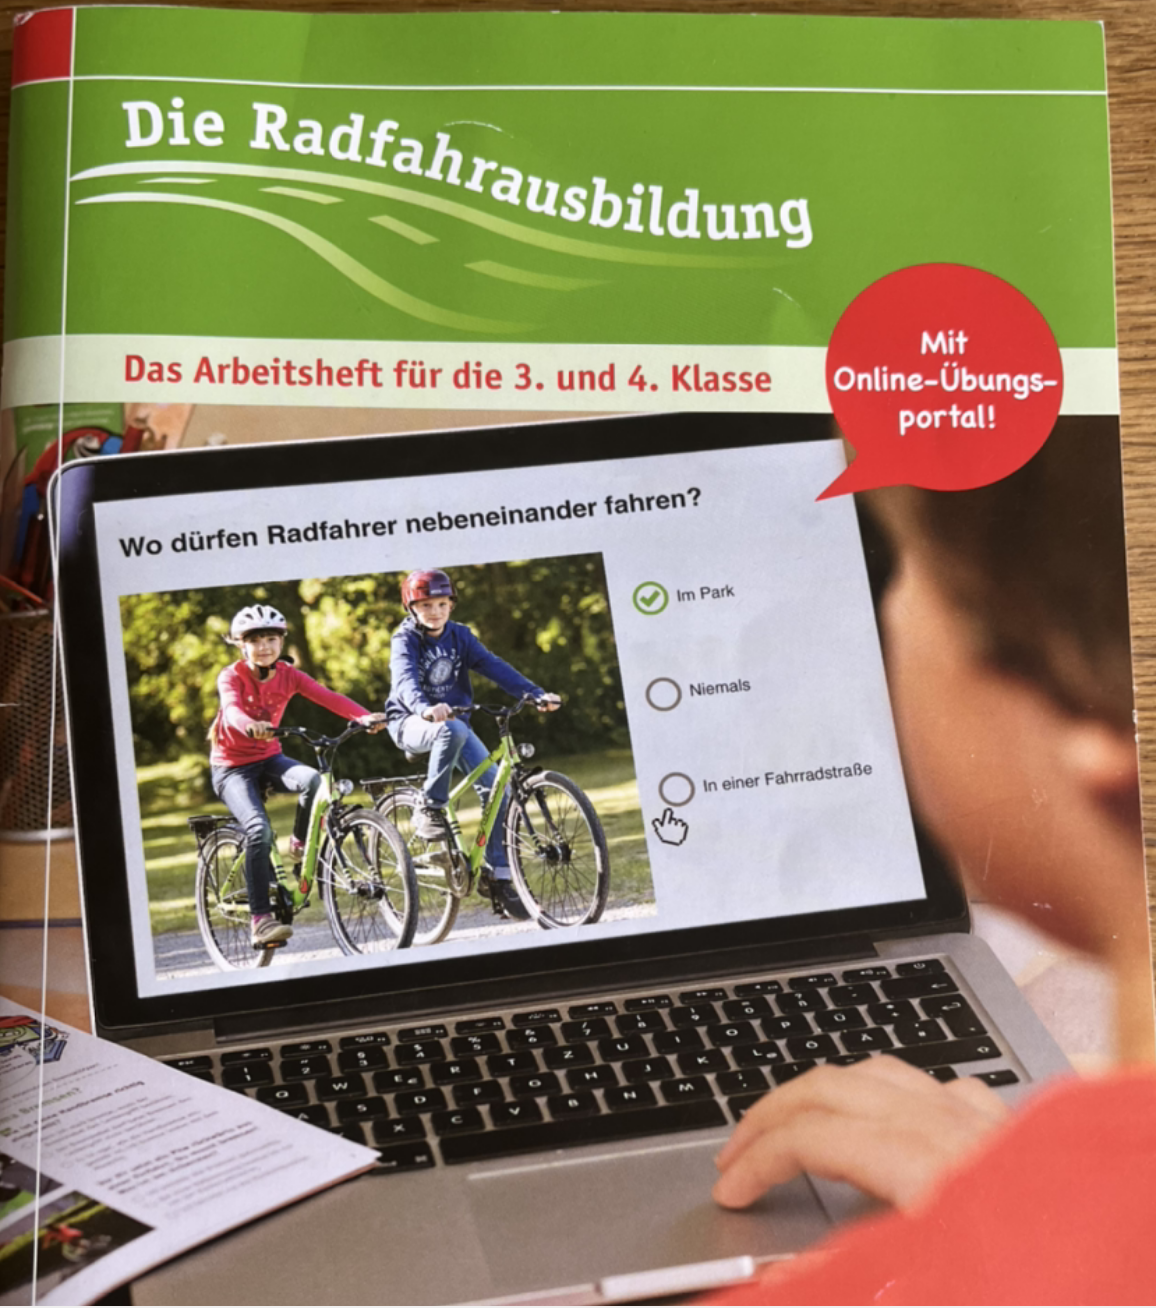 Die Radfahrausbildung
Das Arbeitsheft für die 3. und 4. Klasse
Mit
Online-Übungs-
portal!
Wo dürfen Radfahrer nebeneinander fahren?
Im Park
Niemals
In einer Fahrradstraße